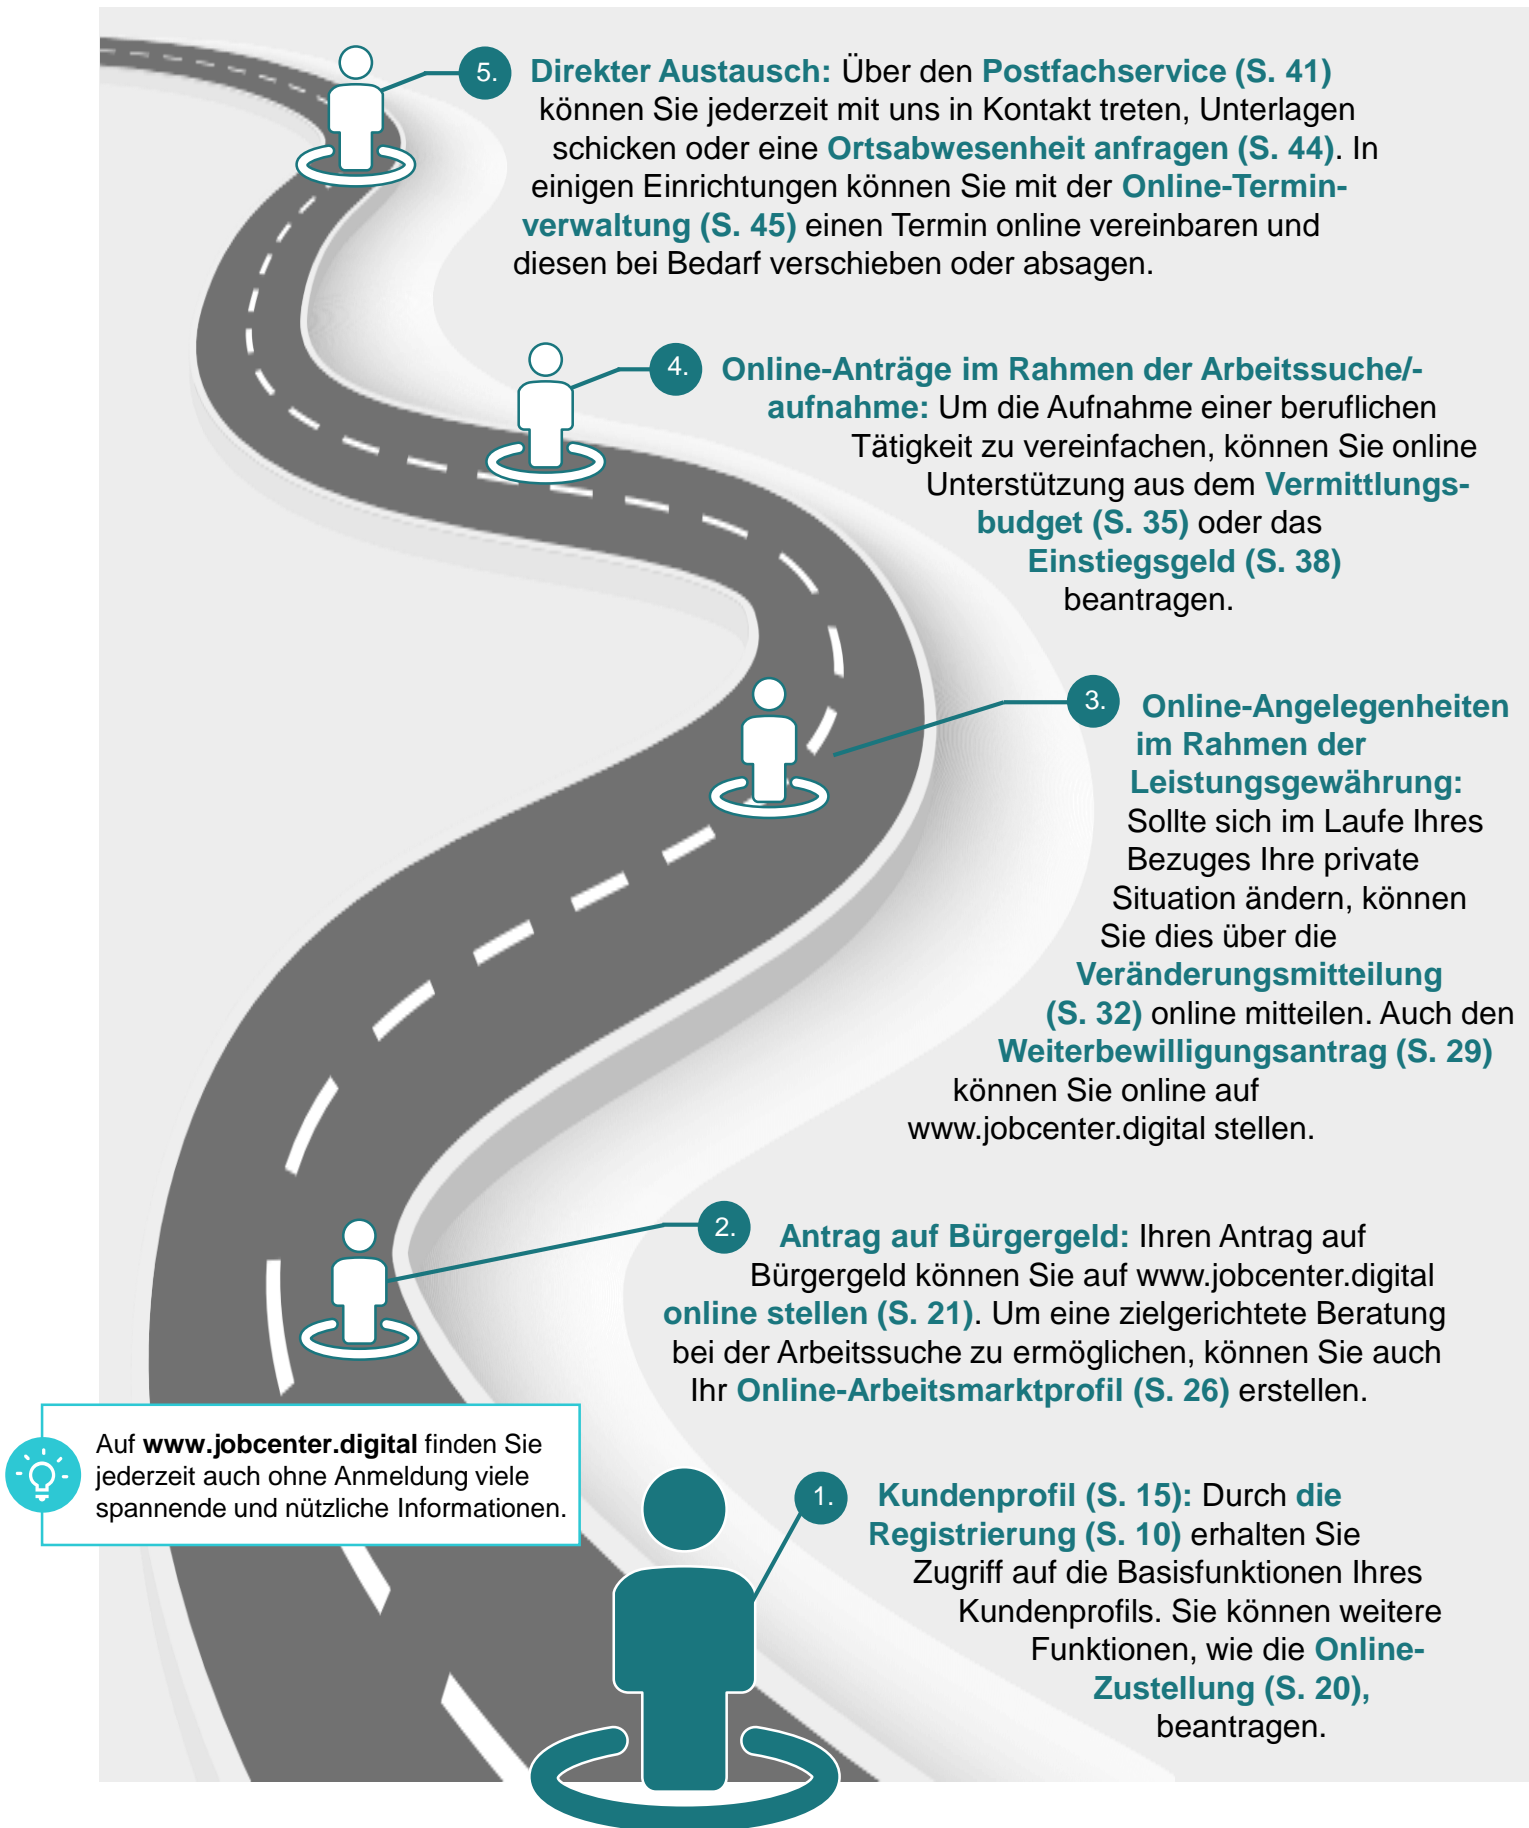 5. Direkter Austausch: Über den Postfachservice (S. 41)
können Sie jederzeit mit uns in Kontakt treten, Unterlagen
schicken oder eine Ortsabwesenheit anfragen (S. 44). In
einigen Einrichtungen können Sie mit der Online-Termin-
verwaltung (S. 45) einen Termin online vereinbaren und
diesen bei Bedarf verschieben oder absagen.
4. Online-Anträge im Rahmen der Arbeitssuche/-
aufnahme: Um die Aufnahme einer beruflichen
Tätigkeit zu vereinfachen, können Sie online
Unterstützung aus dem Vermittlungs-
budget (S. 35) oder das
Einstiegsgeld (S. 38)
beantragen.
3. Online-Angelegenheiten
im Rahmen der
Leistungsgewährung:
Sollte sich im Laufe Ihres
Bezuges Ihre private
Situation ändern, können
Sie dies über die
Veränderungsmitteilung
(S. 32) online mitteilen. Auch den
Weiterbewilligungsantrag (S. 29)
können Sie online auf
www.jobcenter.digital stellen.
2. Antrag auf Bürgergeld: Ihren Antrag auf
Bürgergeld können Sie auf www.jobcenter.digital
online stellen (S. 21). Um eine zielgerichtete Beratung
bei der Arbeitssuche zu ermöglichen, können Sie auch
Ihr Online-Arbeitsmarktprofil (S. 26) erstellen.
Auf www.jobcenter.digital finden Sie
jederzeit auch ohne Anmeldung viele
spannende und nützliche Informationen.
1. Kundenprofil (S. 15): Durch die
Registrierung (S. 10) erhalten Sie
Zugriff auf die Basisfunktionen Ihres
Kundenprofils. Sie können weitere
Funktionen, wie die Online-
Zustellung (S. 20),
beantragen.